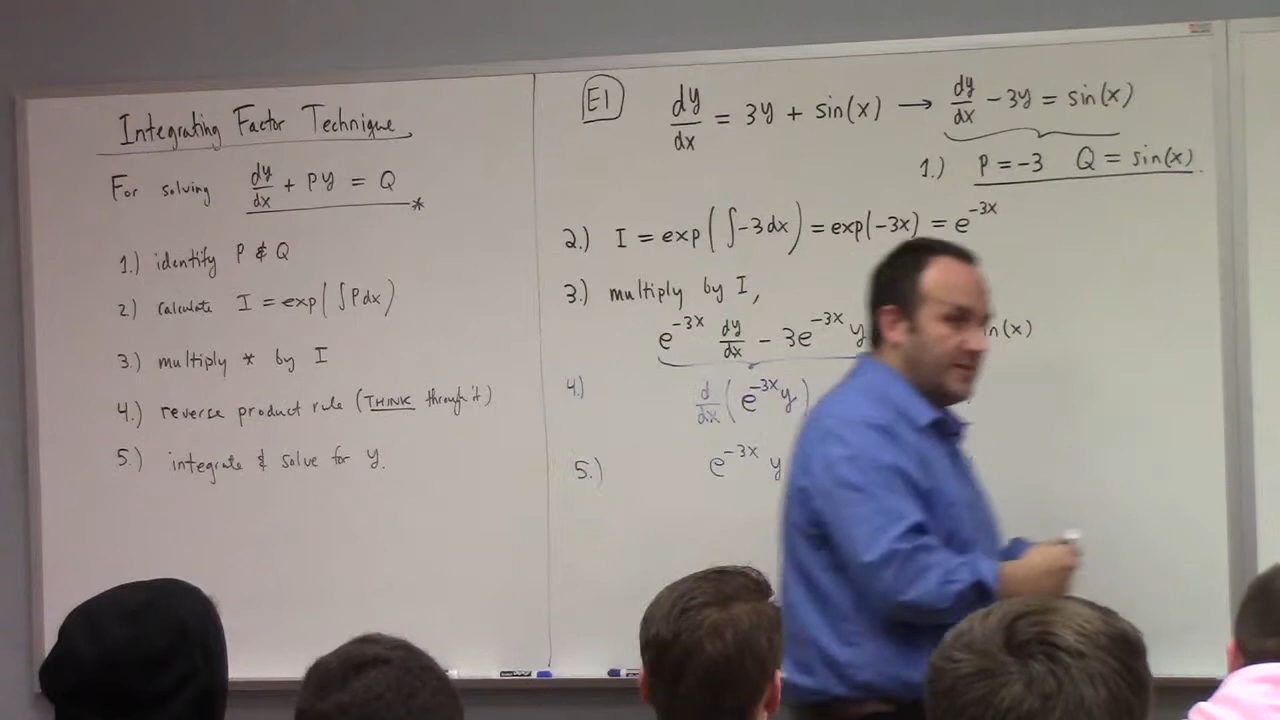 Integrating Factor Technique
For solving dy/dx + Py = Q *
1.) identify P & Q
2.) calculate I = exp(∫Pdx)
3.) multiply * by I
4.) reverse product rule (THINK through it)
5.) integrate & solve for y.
E1 dy/dx = 3y + sin(x) → dy/dx - 3y = sin(x)
1.) P = -3 Q = sin(x)
2.) I = exp(∫-3dx) = exp(-3x) = e^-3x
3.) multiply by I,
e^-3x dy/dx - 3e^-3x y in(x)
4.) d/dx (e^-3x y)
5.) e^-3x y